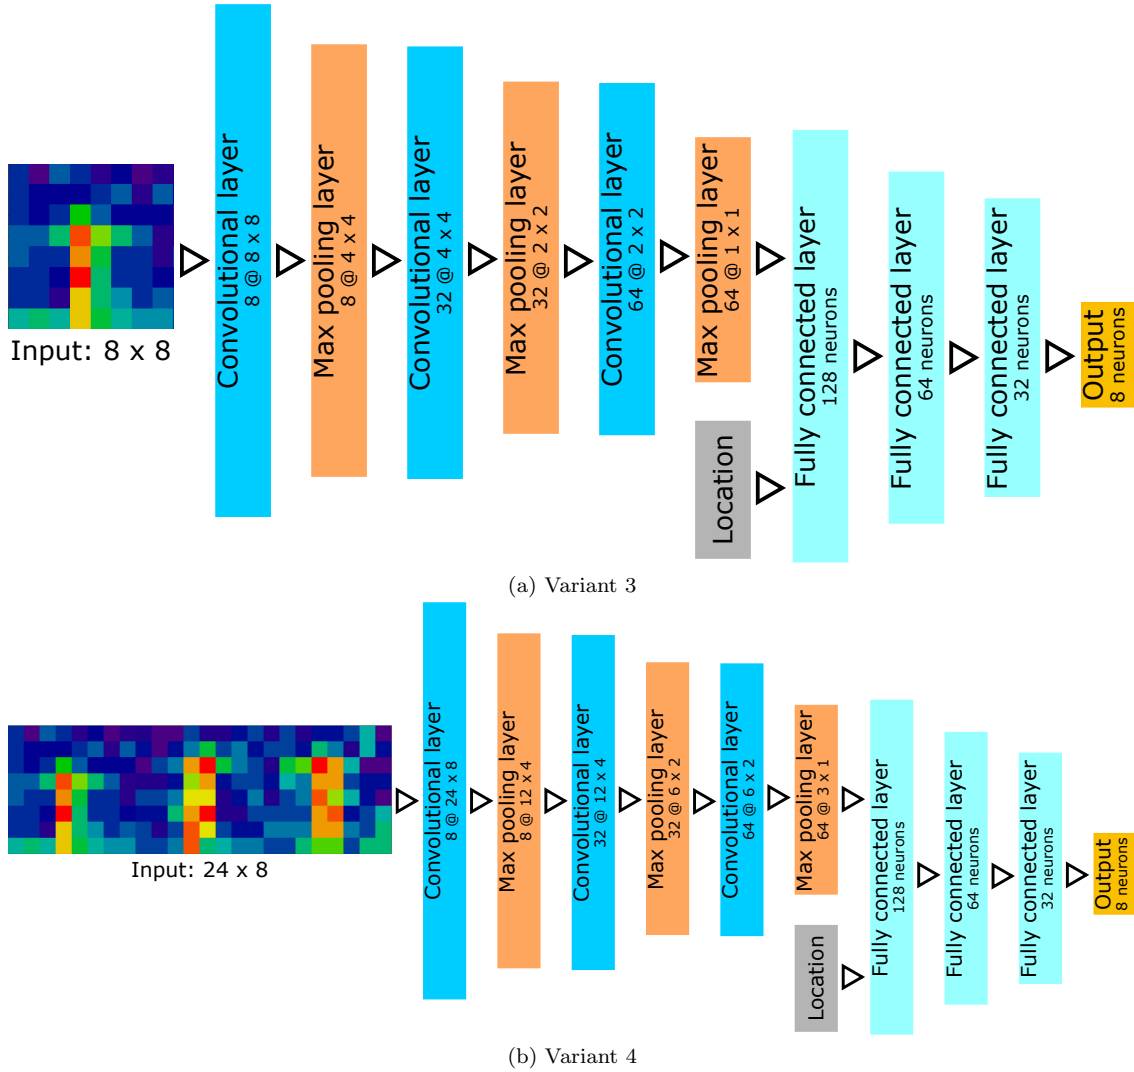 Input: 8 x 8
Convolutional layer
8 @ 8 x 8
Max pooling layer
8 @ 4 x 4
Convolutional layer
32 @ 4 x 4
Max pooling layer
32 @ 2 x 2
Convolutional layer
64 @ 2 x 2
Max pooling layer
64 @ 1 x 1
Location
Fully connected layer
128 neurons
Fully connected layer
64 neurons
Fully connected layer
32 neurons
Output
8 neurons
(a) Variant 3
Input: 24 x 8
Convolutional layer
8 @ 24 x 8
Max pooling layer
8 @ 12 x 4
Convolutional layer
32 @ 12 x 4
Max pooling layer
32 @ 6 x 2
Convolutional layer
64 @ 6 x 2
Max pooling layer
64 @ 3 x 1
Location
Fully connected layer
128 neurons
Fully connected layer
64 neurons
Fully connected layer
32 neurons
Output
8 neurons
(b) Variant 4